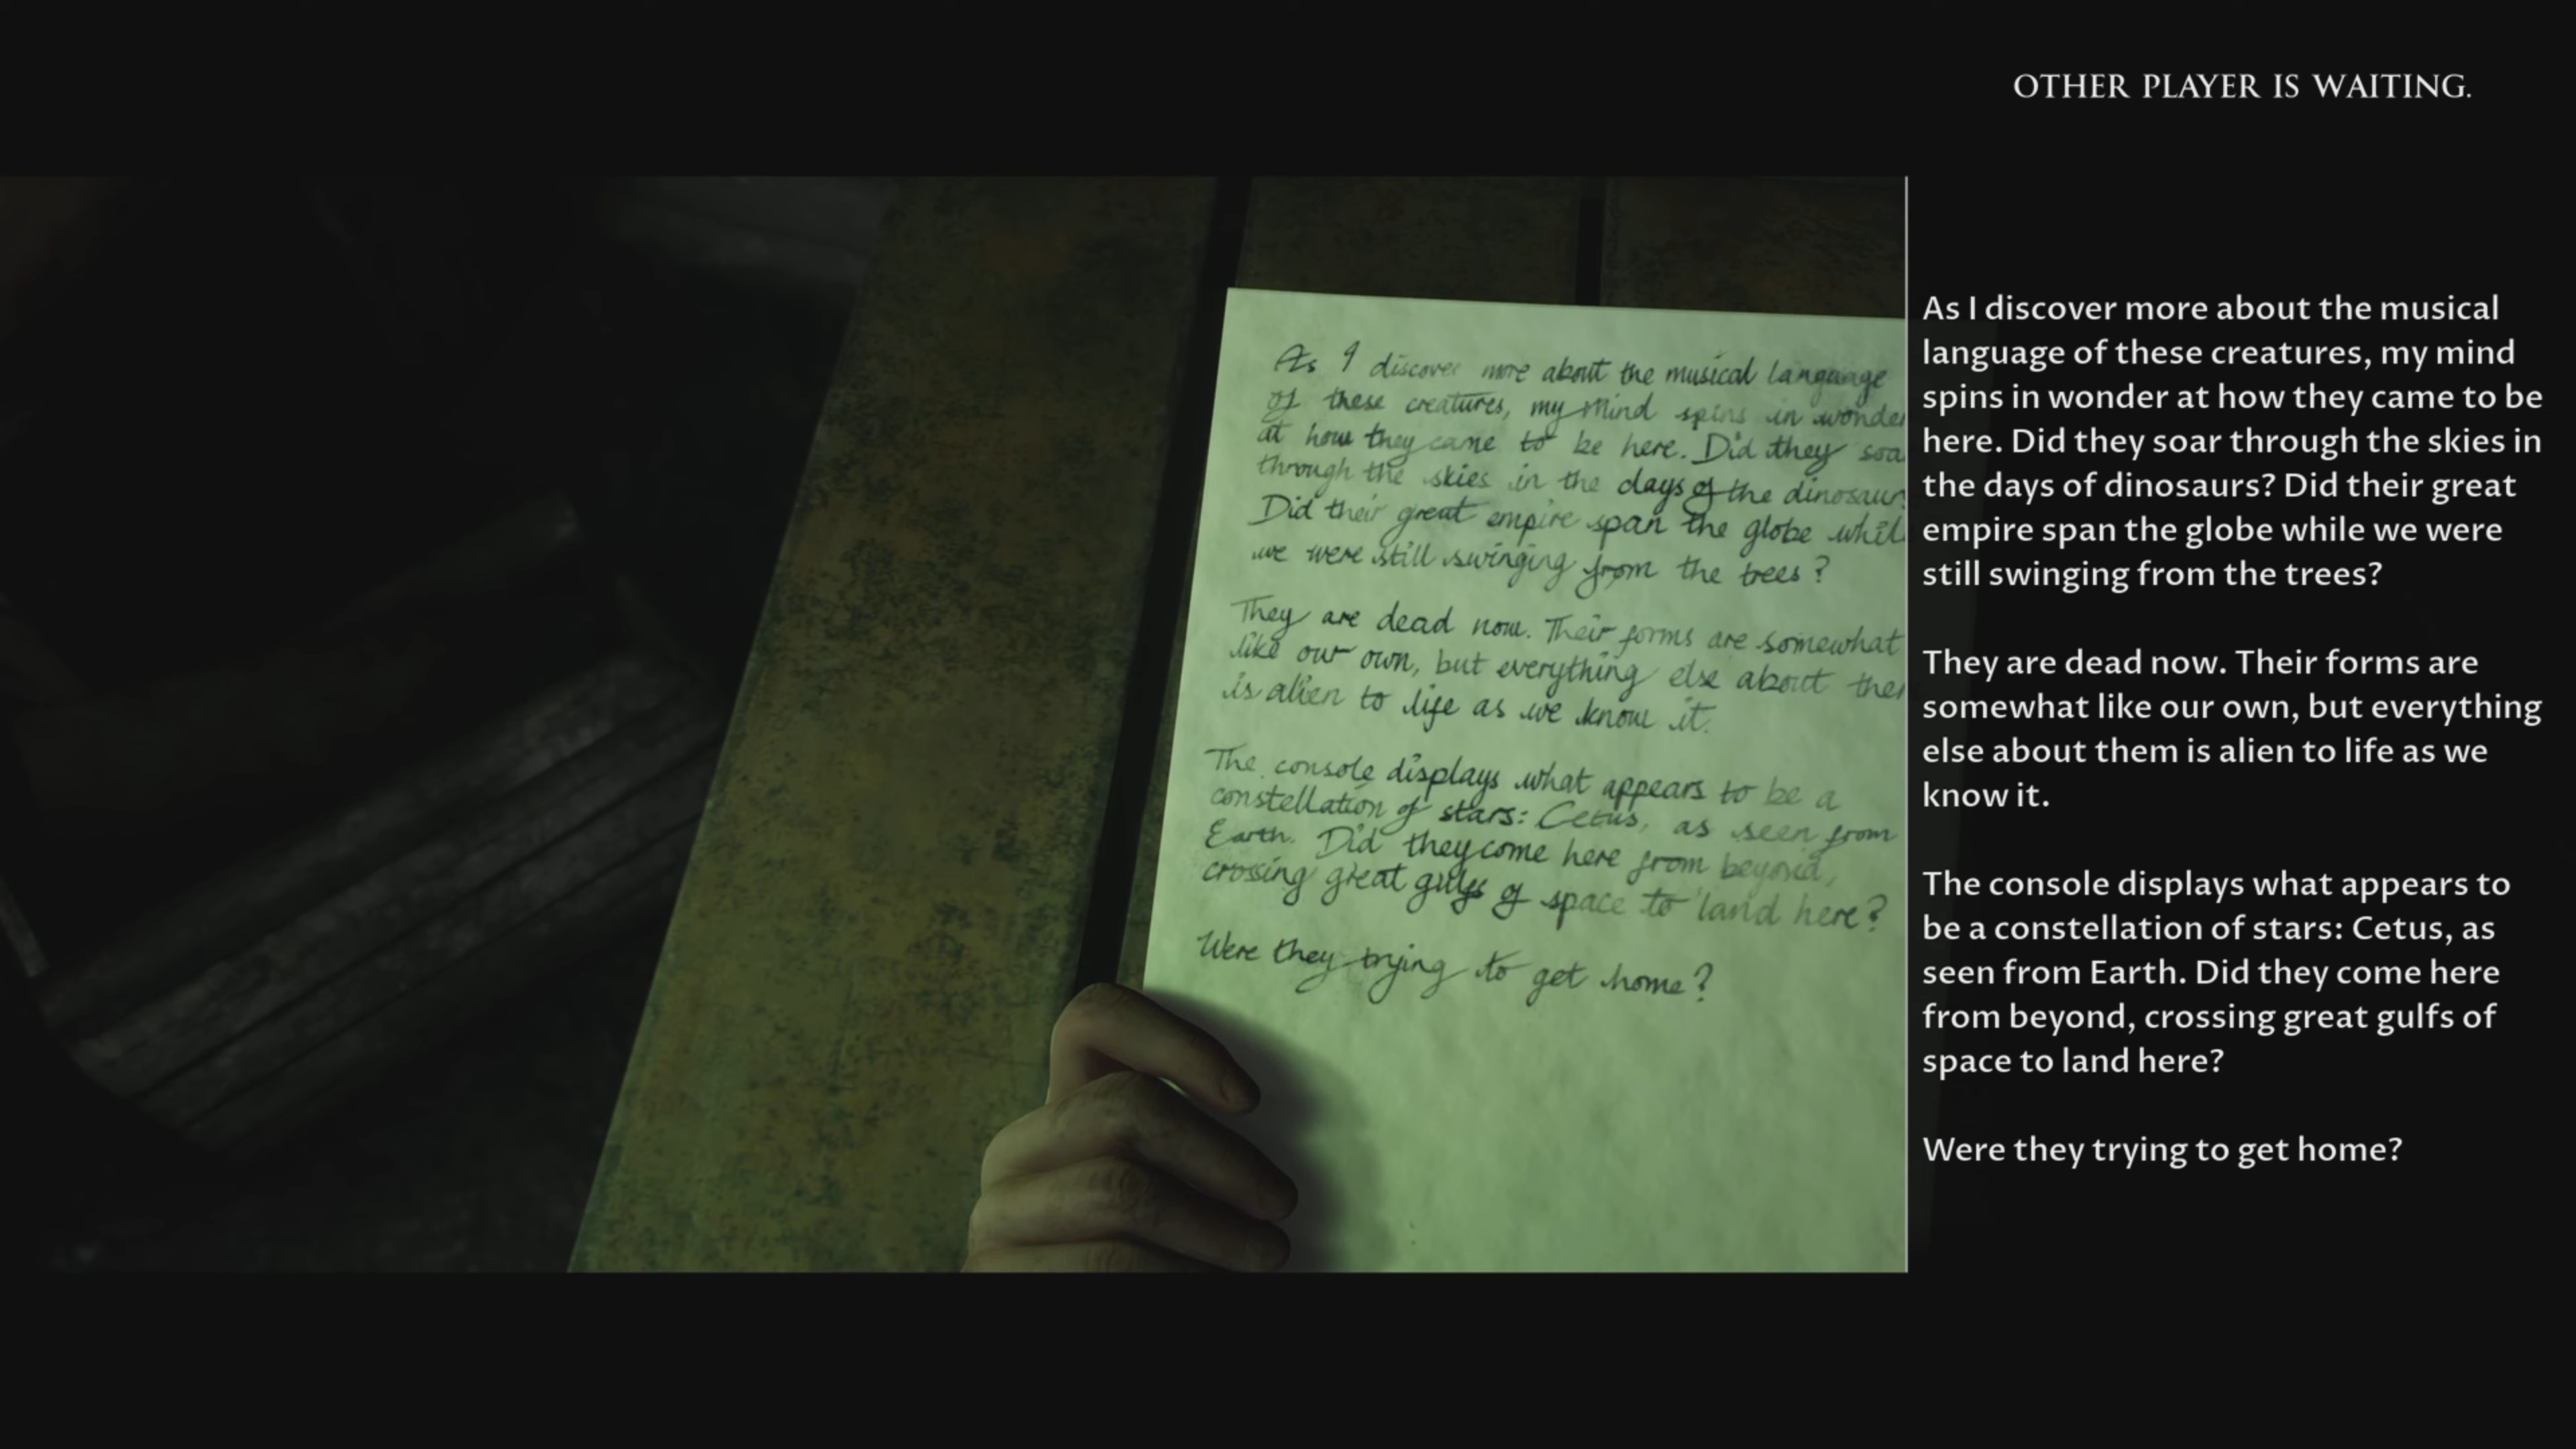 OTHER PLAYER IS WAITING.
As I discover more about the musical language
of these creatures, my mind spins in wonder
at how they came to be here. Did they soa
through the skies in the days of the dinosaurs
Did their great empire span the globe whil
we were still swinging from the trees?
They are dead now. Their forms are somewhat
like our own, but everything else about the
is alien to life as we know it.
The console displays what appears to be a
constellation of stars: Cetus, as seen from
Earth. Did they come here from beyond,
crossing great gulfs of space to land here?
Were they trying to get home?
As I discover more about the musical
language of these creatures, my mind
spins in wonder at how they came to be
here. Did they soar through the skies in
the days of dinosaurs? Did their great
empire span the globe while we were
still swinging from the trees?
They are dead now. Their forms are
somewhat like our own, but everything
else about them is alien to life as we
know it.
The console displays what appears to
be a constellation of stars: Cetus, as
seen from Earth. Did they come here
from beyond, crossing great gulfs of
space to land here?
Were they trying to get home?